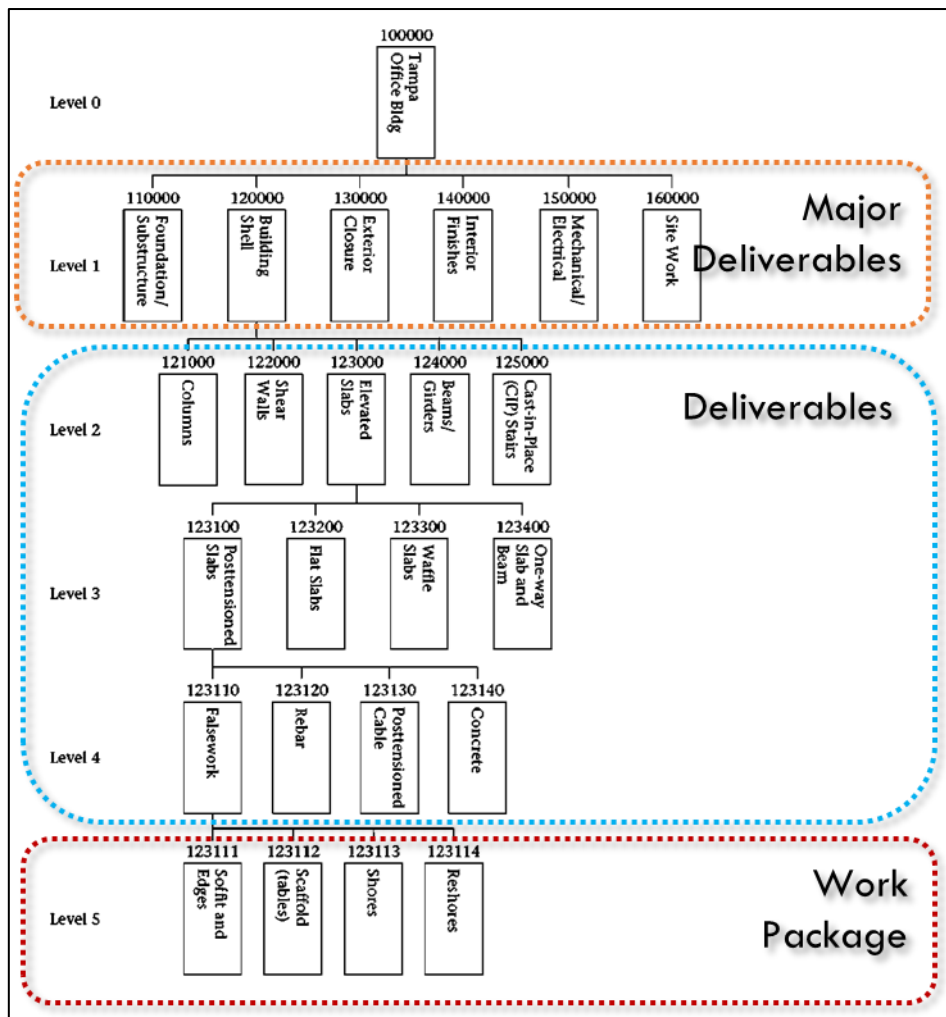 100000
Tampa
Office Bldg
Level 0
110000 120000 130000 140000 150000 160000
Foundation/
Substructure
Building
Shell
Exterior
Closure
Interior
Finishes
Mechanical/
Electrical
Site Work
Level 1
Major
Deliverables
121000 122000 123000 124000 125000
Columns
Shear
Walls
Elevated
Slabs
Beams/
Girders
Cast-in-Place
(CIP) Stairs
Level 2
Deliverables
123100 123200 123300 123400
Posttensioned
Slabs
Flat Slabs
Waffle
Slabs
One-way
Slab and
Beam
Level 3
123110 123120 123130 123140
Falsework
Rebar
Posttensioned
Cable
Concrete
Level 4
123111 123112 123113 123114
Soffit and
Edges
Scaffold
(tables)
Shores
Reshores
Level 5
Work
Package